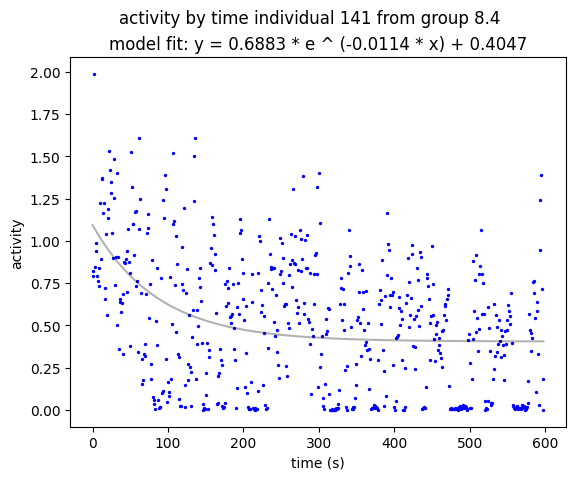 activity by time individual 141 from group 8.4
model fit: y = 0.6883 * e ^ (-0.0114 * x) + 0.4047
2.00
1.75
1.50
1.25
1.00
0.75
0.50
0.25
0.00
activity
0 100 200 300 400 500 600
time (s)